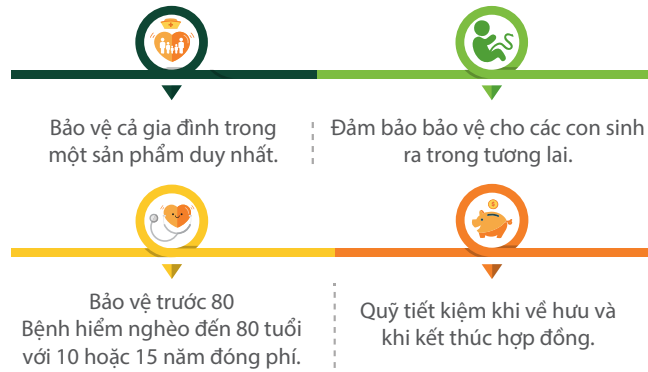 Bảo vệ cả gia đình trong
một sản phẩm duy nhất.
Đảm bảo bảo vệ cho các con sinh
ra trong tương lai.
Bảo vệ trước 80
Bệnh hiểm nghèo đến 80 tuổi
với 10 hoặc 15 năm đóng phí.
Quỹ tiết kiệm khi về hưu và
khi kết thúc hợp đồng.